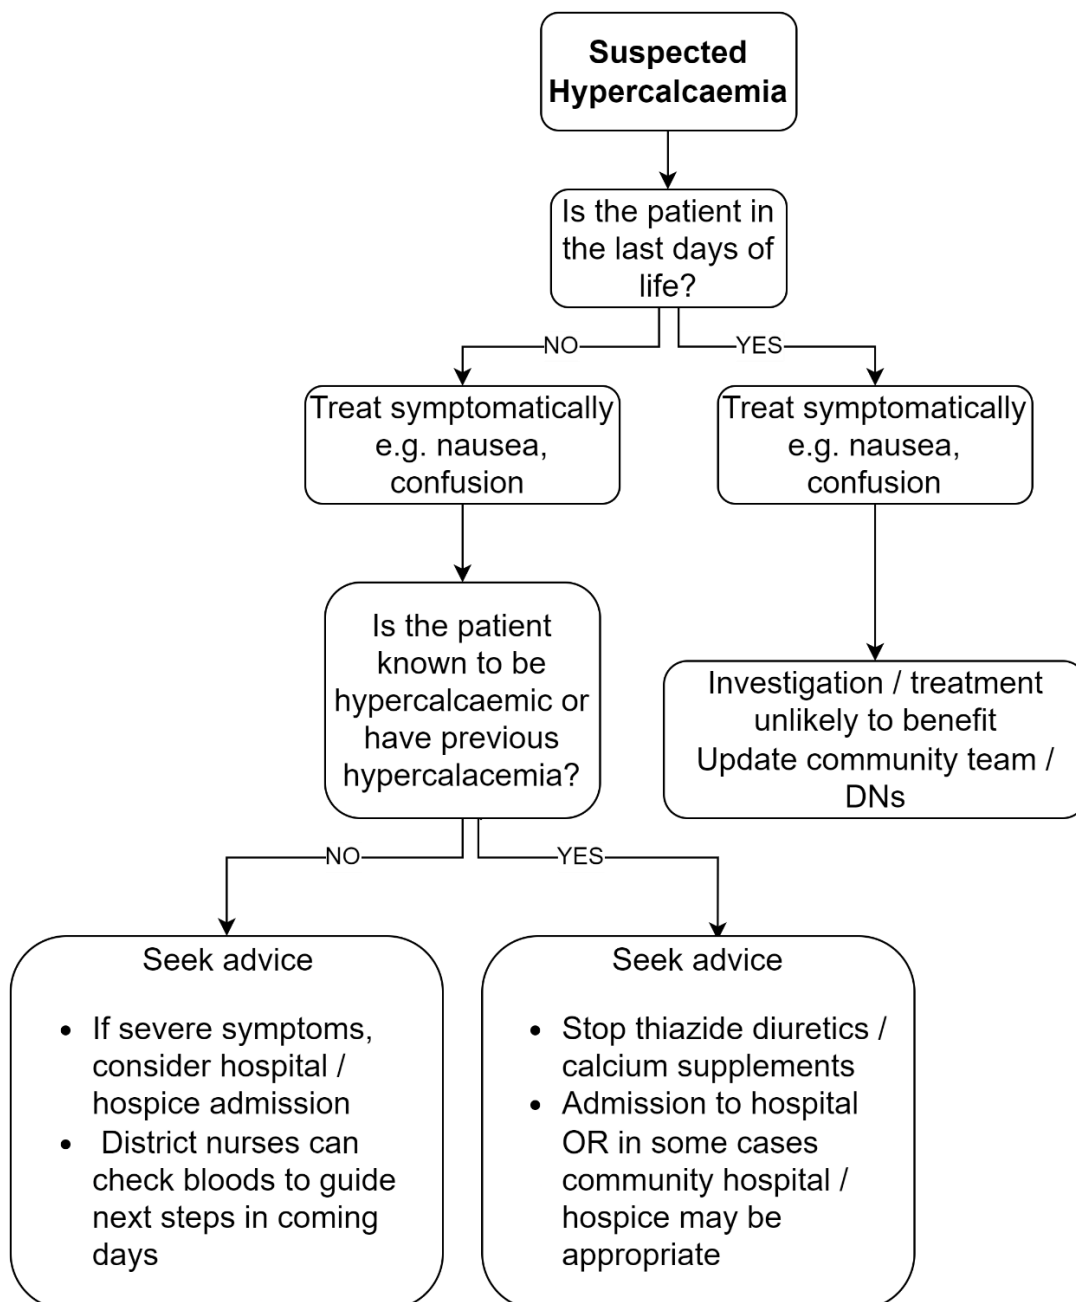 Suspected
Hypercalcaemia
Is the patient in
the last days of
life?
NO
YES
Treat symptomatically
e.g. nausea,
confusion
Treat symptomatically
e.g. nausea,
confusion
Is the patient
known to be
hypercalcaemic or
have previous
hypercalacemia?
Investigation / treatment
unlikely to benefit
Update community team /
DNs
NO
YES
Seek advice
• If severe symptoms,
consider hospital /
hospice admission
• District nurses can
check bloods to guide
next steps in coming
days
Seek advice
• Stop thiazide diuretics /
calcium supplements
• Admission to hospital
OR in some cases
community hospital /
hospice may be
appropriate